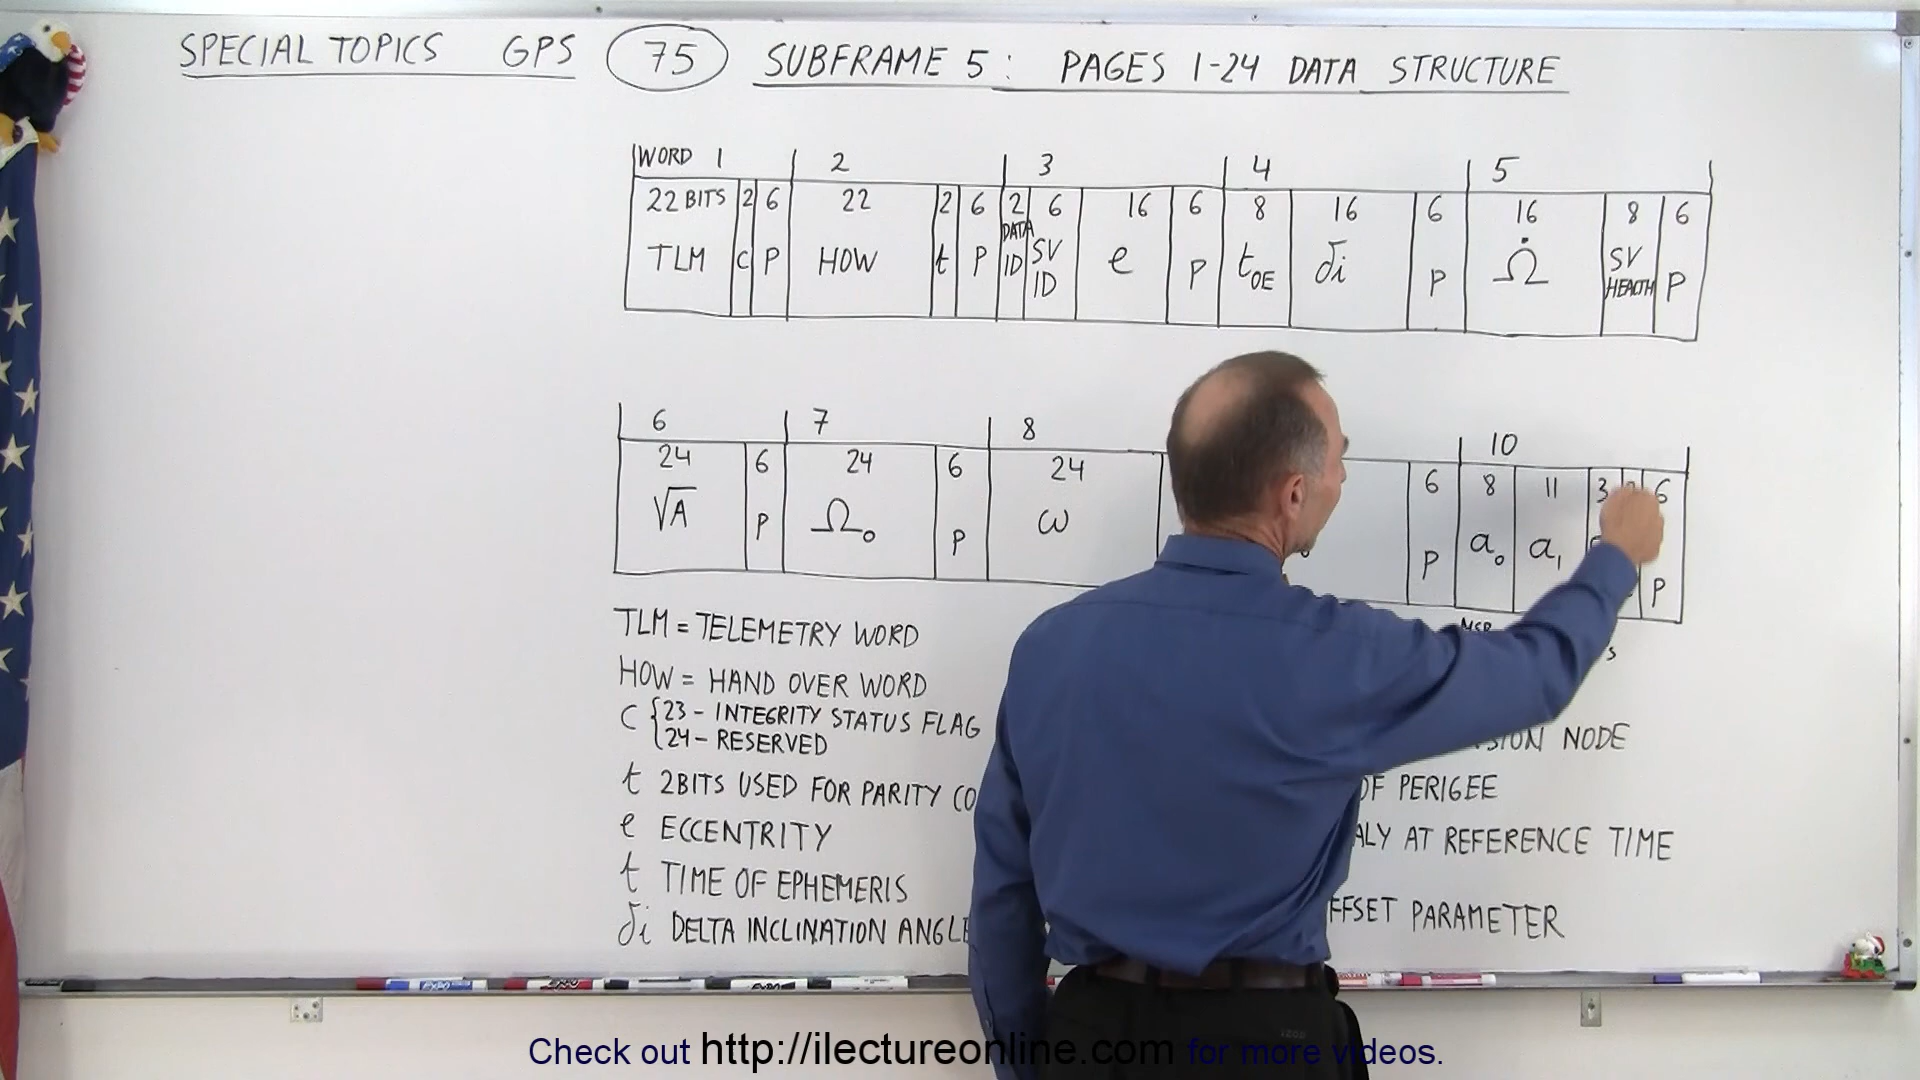 SPECIAL TOPICS GPS 75 SUBFRAME 5: PAGES 1-24 DATA STRUCTURE
WORD 1 2 3 4 5
22 BITS 2 6 22 2 6 2 6 16 6 8 16 6 16 8 6
TLM C P HOW t P DATA ID SV ID e P tOE δi P Ω̇ SV HEALTH P
6 7 8 10
24 6 24 6 24 6 8 11 3 6
√A P Ω₀ P ω P a₀ a₁ P
TLM = TELEMETRY WORD
HOW = HAND OVER WORD
C { 23 - INTEGRITY STATUS FLAG
24 - RESERVED
NODE
t 2BITS USED FOR PARITY
OF PERIGEE
e ECCENTRITY
AT REFERENCE TIME
t TIME OF EPHEMERIS
PARAMETER
δi DELTA INCLINATION ANGLE
Check out http://ilectureonline.com for more videos.